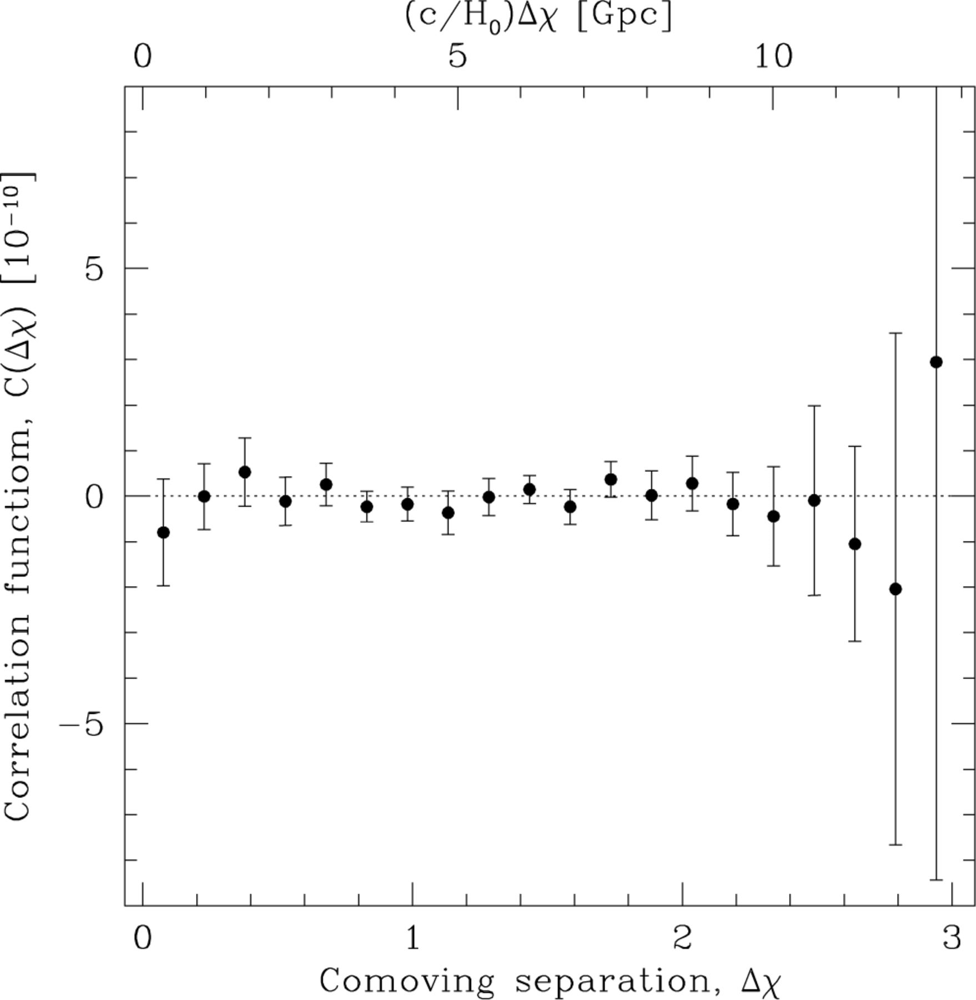 (c/H₀)Δχ [Gpc]
0 5 10
Correlation functiom, C(Δχ) [10⁻¹⁰]
5
0
−5
0 1 2 3
Comoving separation, Δχ